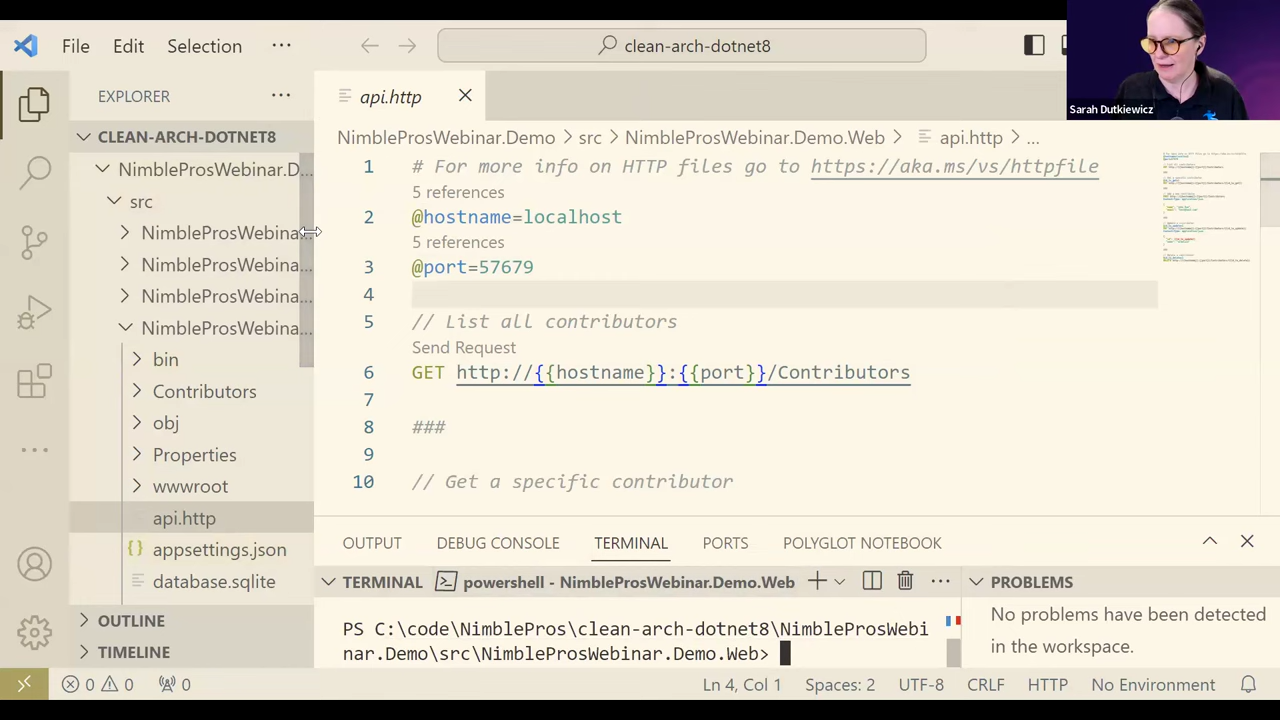 File Edit Selection ···
clean-arch-dotnet8
Sarah Dutkiewicz
EXPLORER ···
CLEAN-ARCH-DOTNET8
NimbleProsWebinar.D...
src
NimbleProsWebina...
NimbleProsWebina...
NimbleProsWebina...
NimbleProsWebina...
bin
Contributors
obj
Properties
wwwroot
api.http
appsettings.json
database.sqlite
OUTLINE
TIMELINE
api.http
NimbleProsWebinar.Demo > src > NimbleProsWebinar.Demo.Web > api.http > ...
1 # For more info on HTTP files go to https://aka.ms/vs/httpfile
5 references
2 @hostname=localhost
5 references
3 @port=57679
4
5 // List all contributors
Send Request
6 GET http://{{hostname}}:{{port}}/Contributors
7
8 ###
9
10 // Get a specific contributor
OUTPUT DEBUG CONSOLE TERMINAL PORTS POLYGLOT NOTEBOOK
TERMINAL powershell - NimbleProsWebinar.Demo.Web
PS C:\code\NimblePros\clean-arch-dotnet8\NimbleProsWebi
nar.Demo\src\NimbleProsWebinar.Demo.Web>
PROBLEMS
No problems have been detected
in the workspace.
0 0 0 Ln 4, Col 1 Spaces: 2 UTF-8 CRLF HTTP No Environment